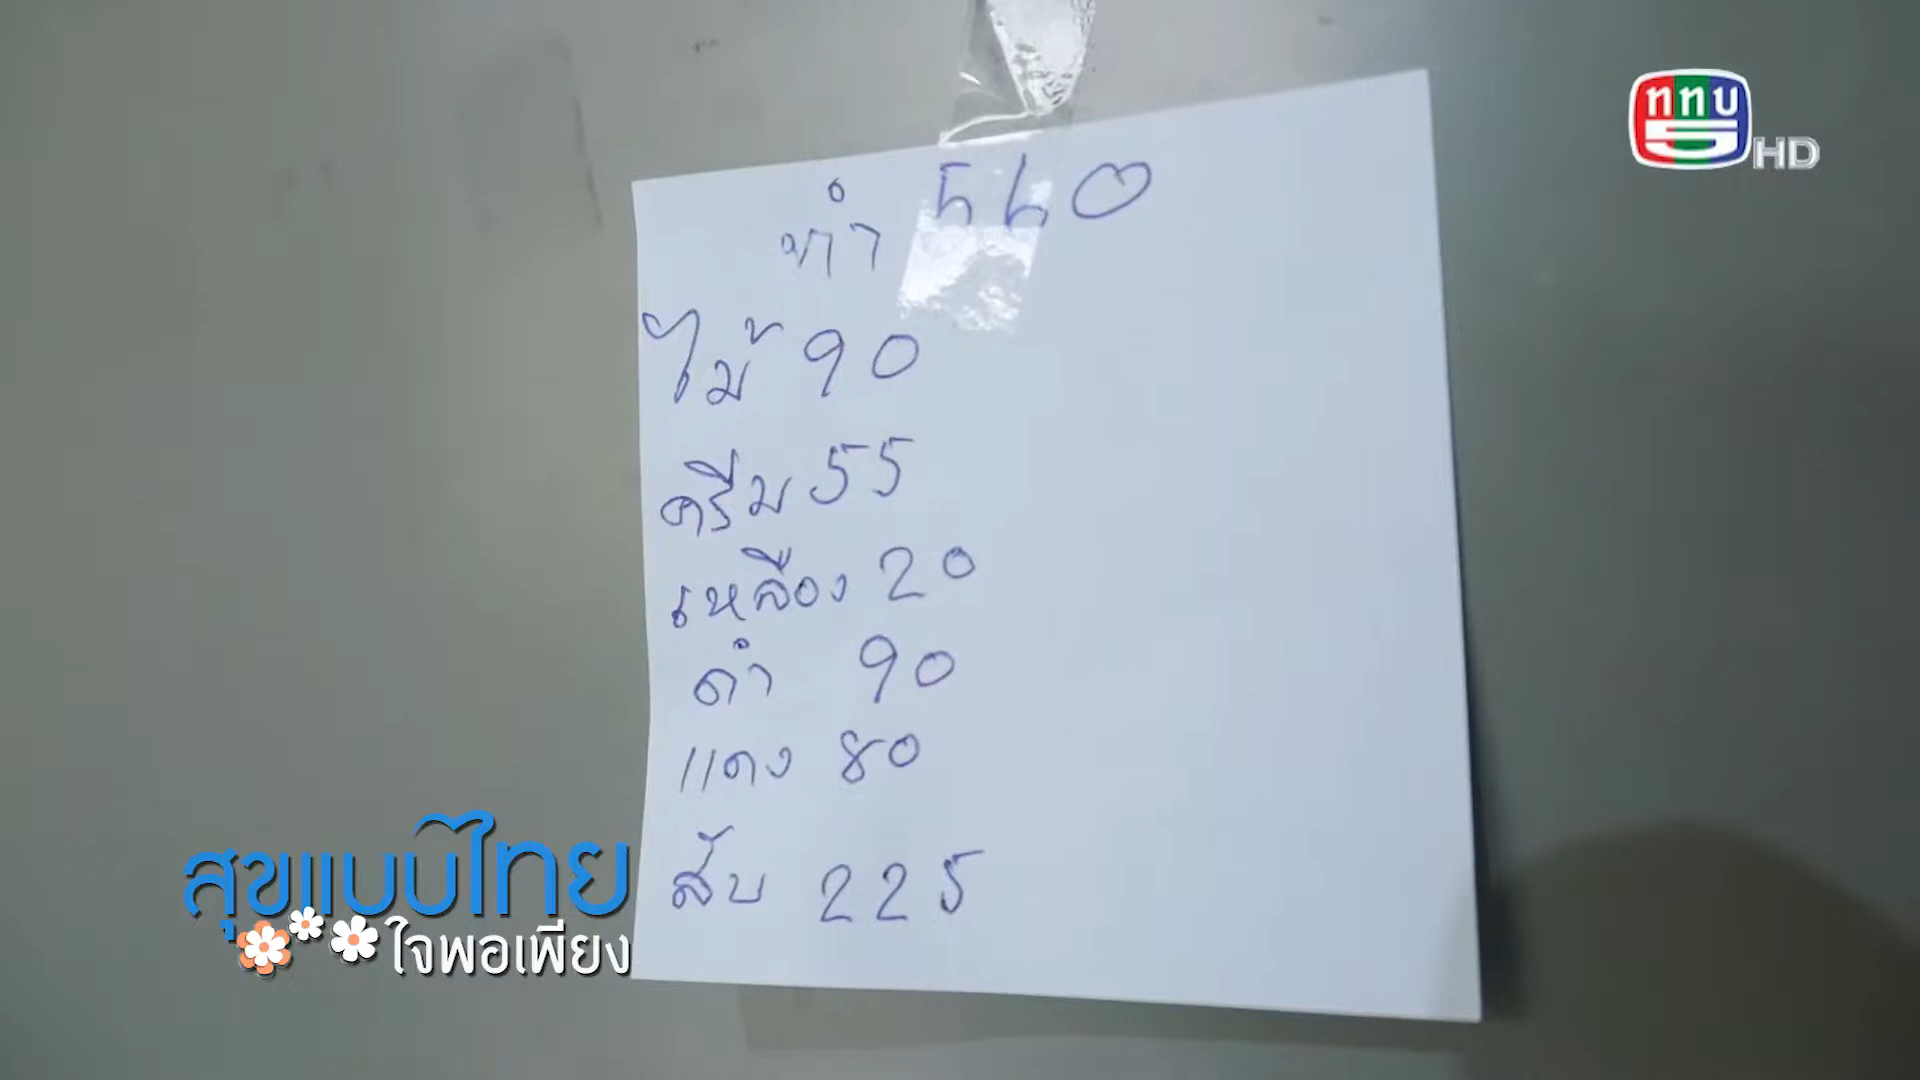 ททบ
5 HD
ทำ 560
ไม้ 90
ครีม 55
เหลือง 20
ดำ 90
แดง 80
ส้ม 225
สุขแบบไทย
ใจพอเพียง